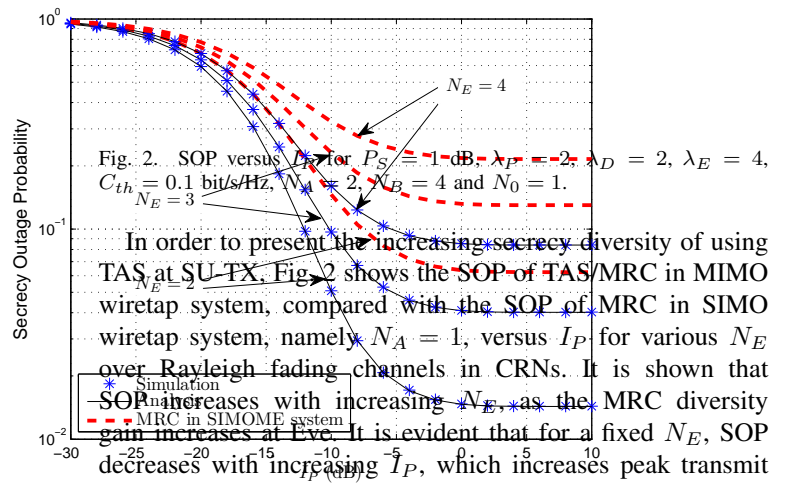 10^0
N_E = 4
Fig. 2. SOP versus I_P for P_S = 1 dB, λ_P = 2, λ_D = 2, λ_E = 4,
C_{th} = 0.1 bit/s/Hz, N_A = 2, N_B = 4 and N_0 = 1.
N_E = 3
10^{-1}
Secrecy Outage Probability
In order to present the increasing secrecy diversity of using
TAS at SU-TX, Fig. 2 shows the SOP of TAS/MRC in MIMO
N_E = 2
wiretap system, compared with the SOP of MRC in SIMO
wiretap system, namely N_A = 1, versus I_P for various N_E
over Rayleigh fading channels in CRNs. It is shown that
Simulation
Analysis
SOP increases with increasing N_E, as the MRC diversity
MRC in SIMOME system
10^{-2}
gain increases at Eve. It is evident that for a fixed N_E, SOP
−30 −25 −20 −15 −10 −5 0 5 10
decreases with increasing I_P, which increases peak transmit
I_P (dB)